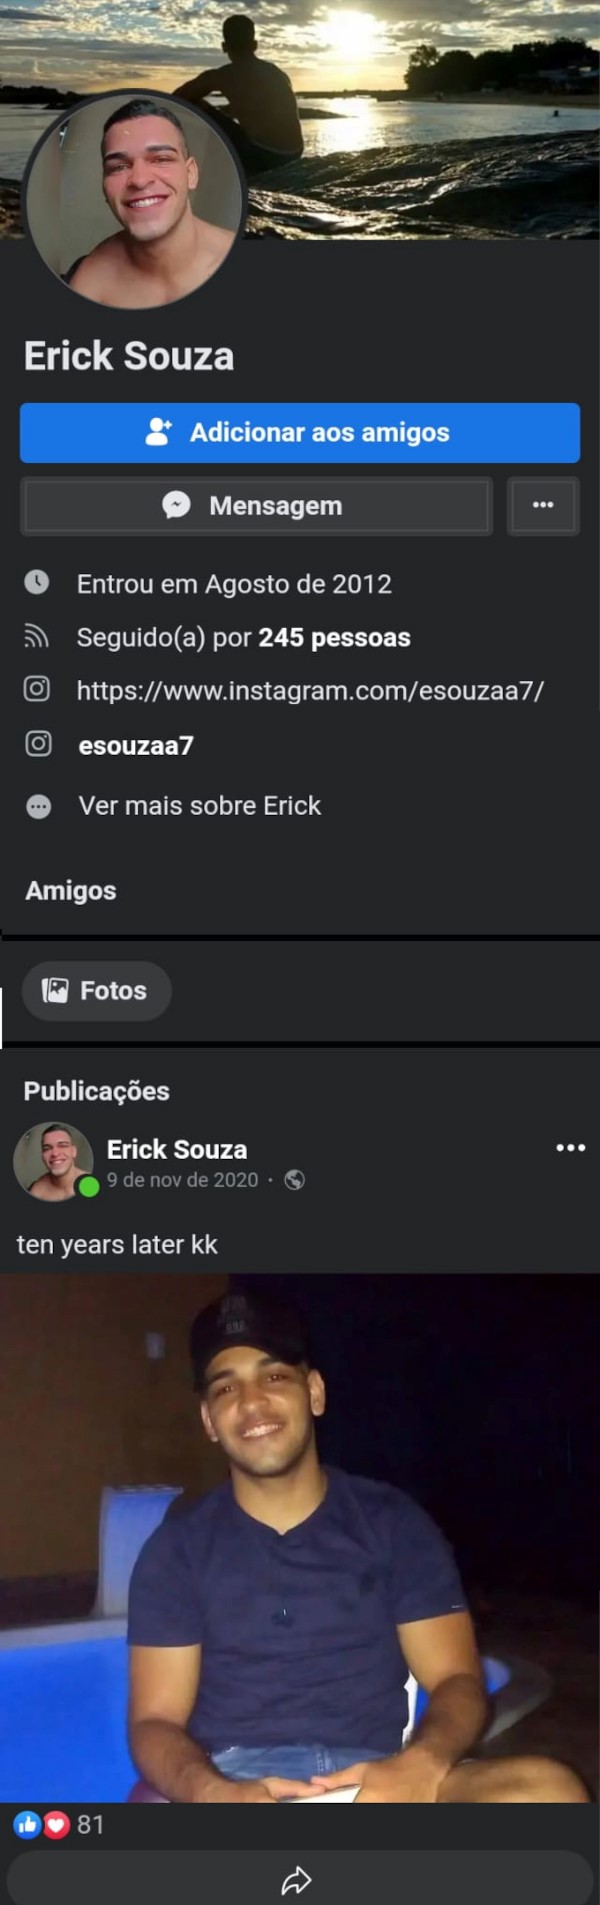 Erick Souza
Adicionar aos amigos
Mensagem
Entrou em Agosto de 2012
Seguido(a) por 245 pessoas
https://www.instagram.com/esouzaa7/
esouzaa7
Ver mais sobre Erick
Amigos
Fotos
Publicações
Erick Souza
9 de nov de 2020 ·
ten years later kk
81